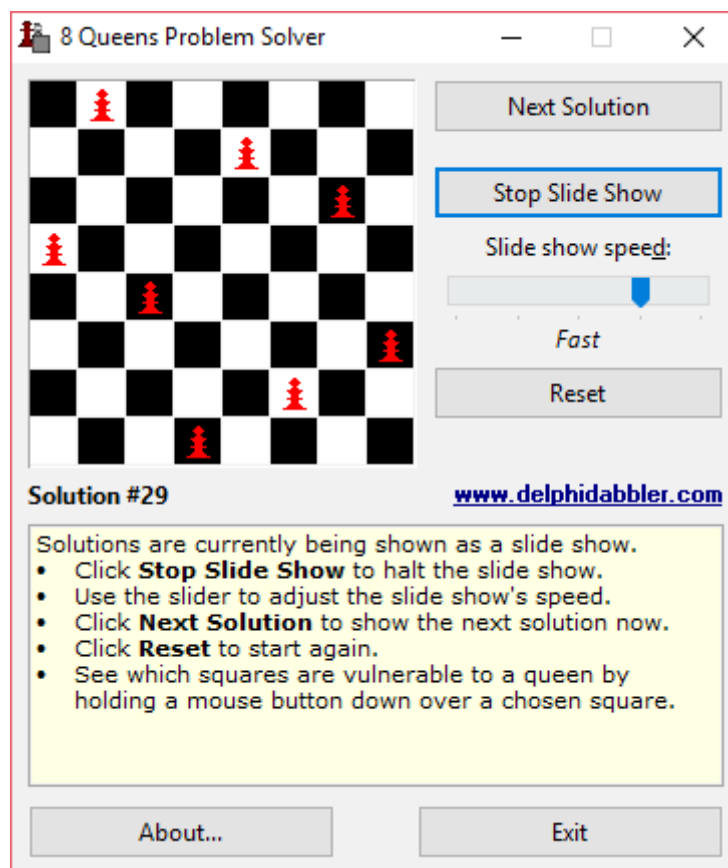 8 Queens Problem Solver
Next Solution
Stop Slide Show
Slide show speed:
Fast
Reset
Solution #29
www.delphidabbler.com
Solutions are currently being shown as a slide show.
• Click Stop Slide Show to halt the slide show.
• Use the slider to adjust the slide show's speed.
• Click Next Solution to show the next solution now.
• Click Reset to start again.
• See which squares are vulnerable to a queen by
holding a mouse button down over a chosen square.
About...
Exit